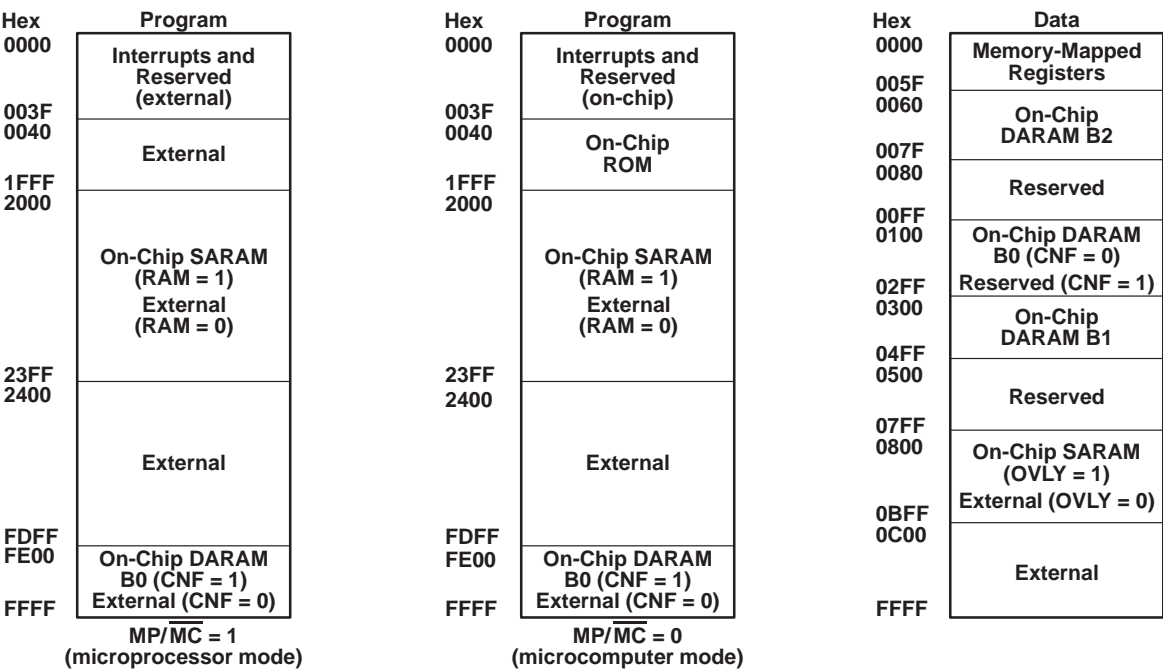 Hex Program
0000
Interrupts and
Reserved
(external)
003F
0040
External
1FFF
2000
On-Chip SARAM
(RAM = 1)
External
(RAM = 0)
23FF
2400
External
FDFF
FE00
On-Chip DARAM
B0 (CNF = 1)
External (CNF = 0)
FFFF
MP/M̅C̅ = 1
(microprocessor mode)
Hex Program
0000
Interrupts and
Reserved
(on-chip)
003F
0040
On-Chip
ROM
1FFF
2000
On-Chip SARAM
(RAM = 1)
External
(RAM = 0)
23FF
2400
External
FDFF
FE00
On-Chip DARAM
B0 (CNF = 1)
External (CNF = 0)
FFFF
MP/M̅C̅ = 0
(microcomputer mode)
Hex Data
0000
Memory-Mapped
Registers
005F
0060
On-Chip
DARAM B2
007F
0080
Reserved
00FF
0100
On-Chip DARAM
B0 (CNF = 0)
Reserved (CNF = 1)
02FF
0300
On-Chip
DARAM B1
04FF
0500
Reserved
07FF
0800
On-Chip SARAM
(OVLY = 1)
External (OVLY = 0)
0BFF
0C00
External
FFFF